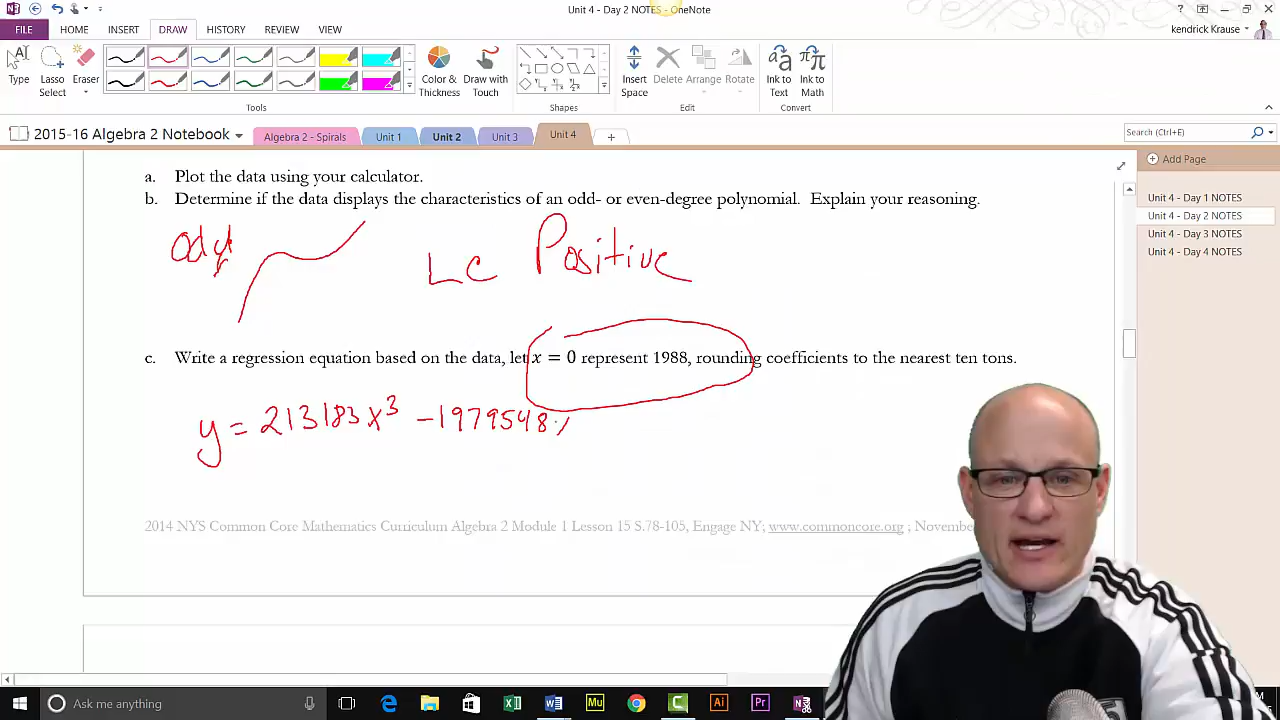 Unit 4 - Day 2 NOTES - OneNote
FILE HOME INSERT DRAW HISTORY REVIEW VIEW
kendrick Krause
Type
Lasso Select
Eraser
Color & Thickness
Draw with Touch
Insert Space
Delete
Arrange
Rotate
Ink to Text
Ink to Math
Tools
Shapes
Edit
Convert
2015-16 Algebra 2 Notebook
Algebra 2 - Spirals
Unit 1
Unit 2
Unit 3
Unit 4
Search (Ctrl+E)
Add Page
Unit 4 - Day 1 NOTES
Unit 4 - Day 2 NOTES
Unit 4 - Day 3 NOTES
Unit 4 - Day 4 NOTES
a. Plot the data using your calculator.
b. Determine if the data displays the characteristics of an odd- or even-degree polynomial. Explain your reasoning.
LC Positive
c. Write a regression equation based on the data, let x = 0 represent 1988, rounding coefficients to the nearest ten tons.
y = 213183x³ - 1979548
2014 NYS Common Core Mathematics Curriculum Algebra 2 Module 1 Lesson 15 S.78-105, Engage NY; www.commoncore.org ; November
Ask me anything
Mu
Ai
Pr